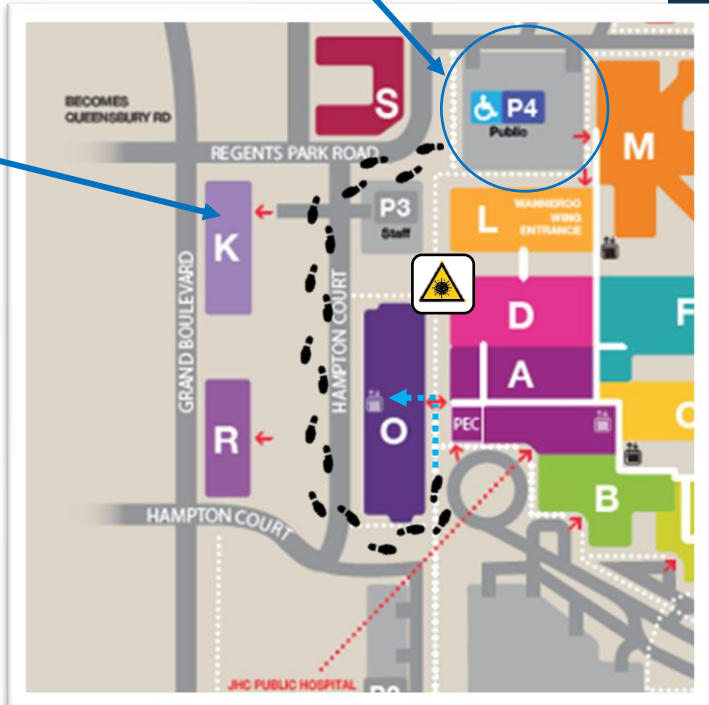 BECOMES
QUEENSBURY RD
S
P4
Public
M
REGENTS PARK ROAD
K
P3
Staff
L
WANNEROO
WING
ENTRANCE
GRAND BOULEVARD
HAMPTON COURT
D
F
A
R
O
PEC
C
B
HAMPTON COURT
JHC PUBLIC HOSPITAL